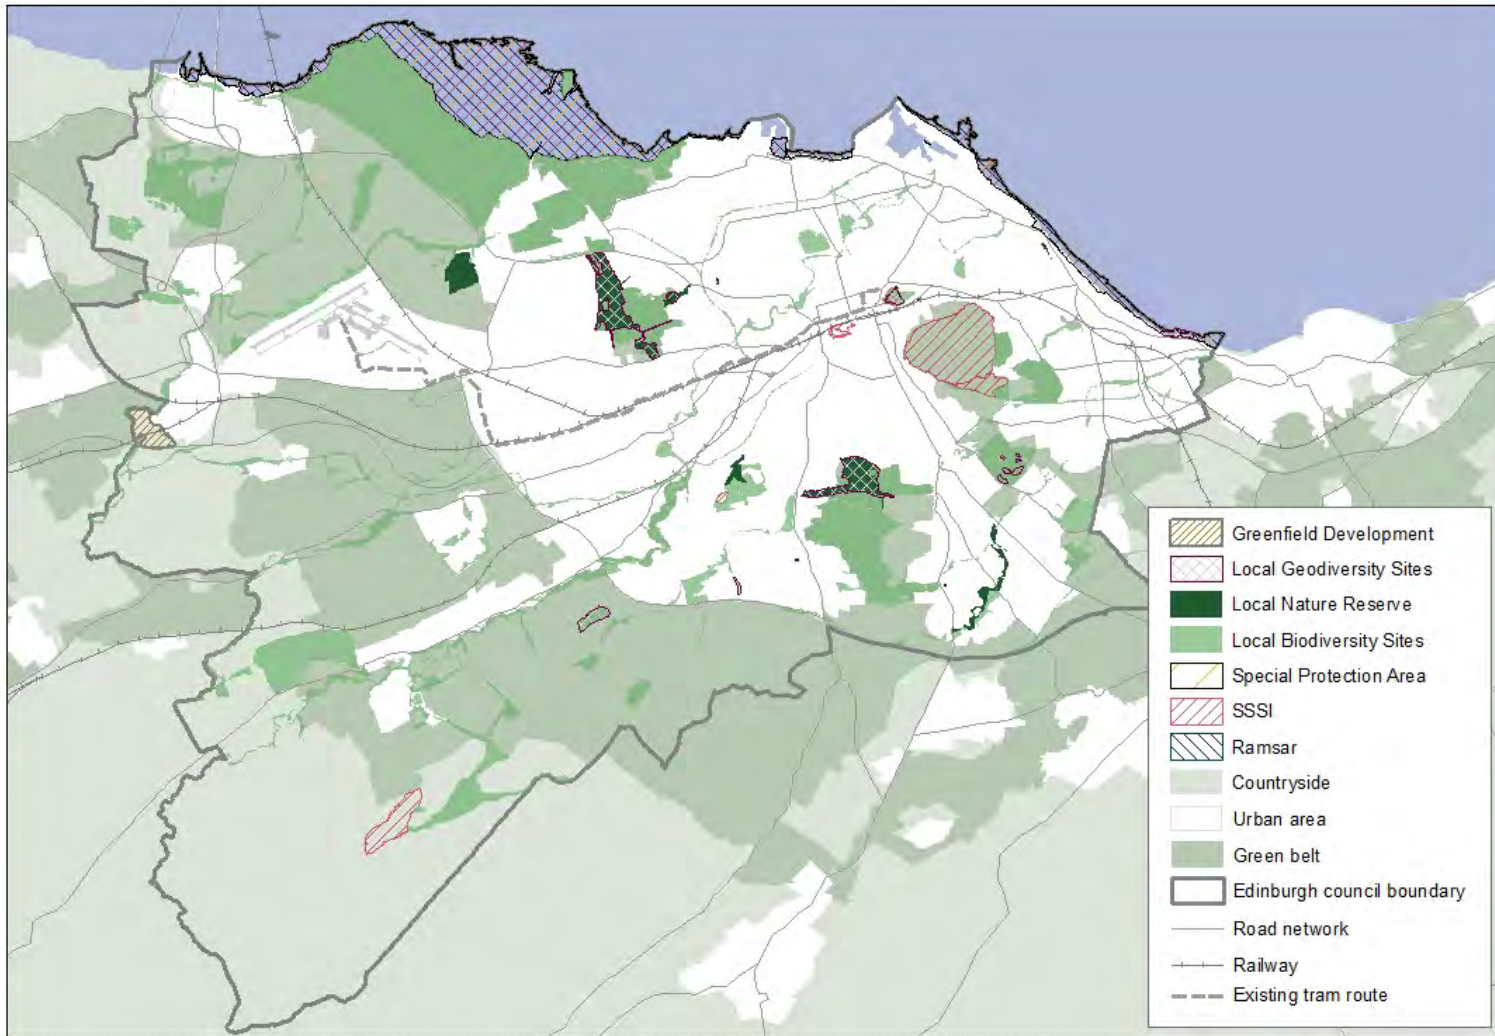 Greenfield Development
Local Geodiversity Sites
Local Nature Reserve
Local Biodiversity Sites
Special Protection Area
SSSI
Ramsar
Countryside
Urban area
Green belt
Edinburgh council boundary
Road network
Railway
Existing tram route